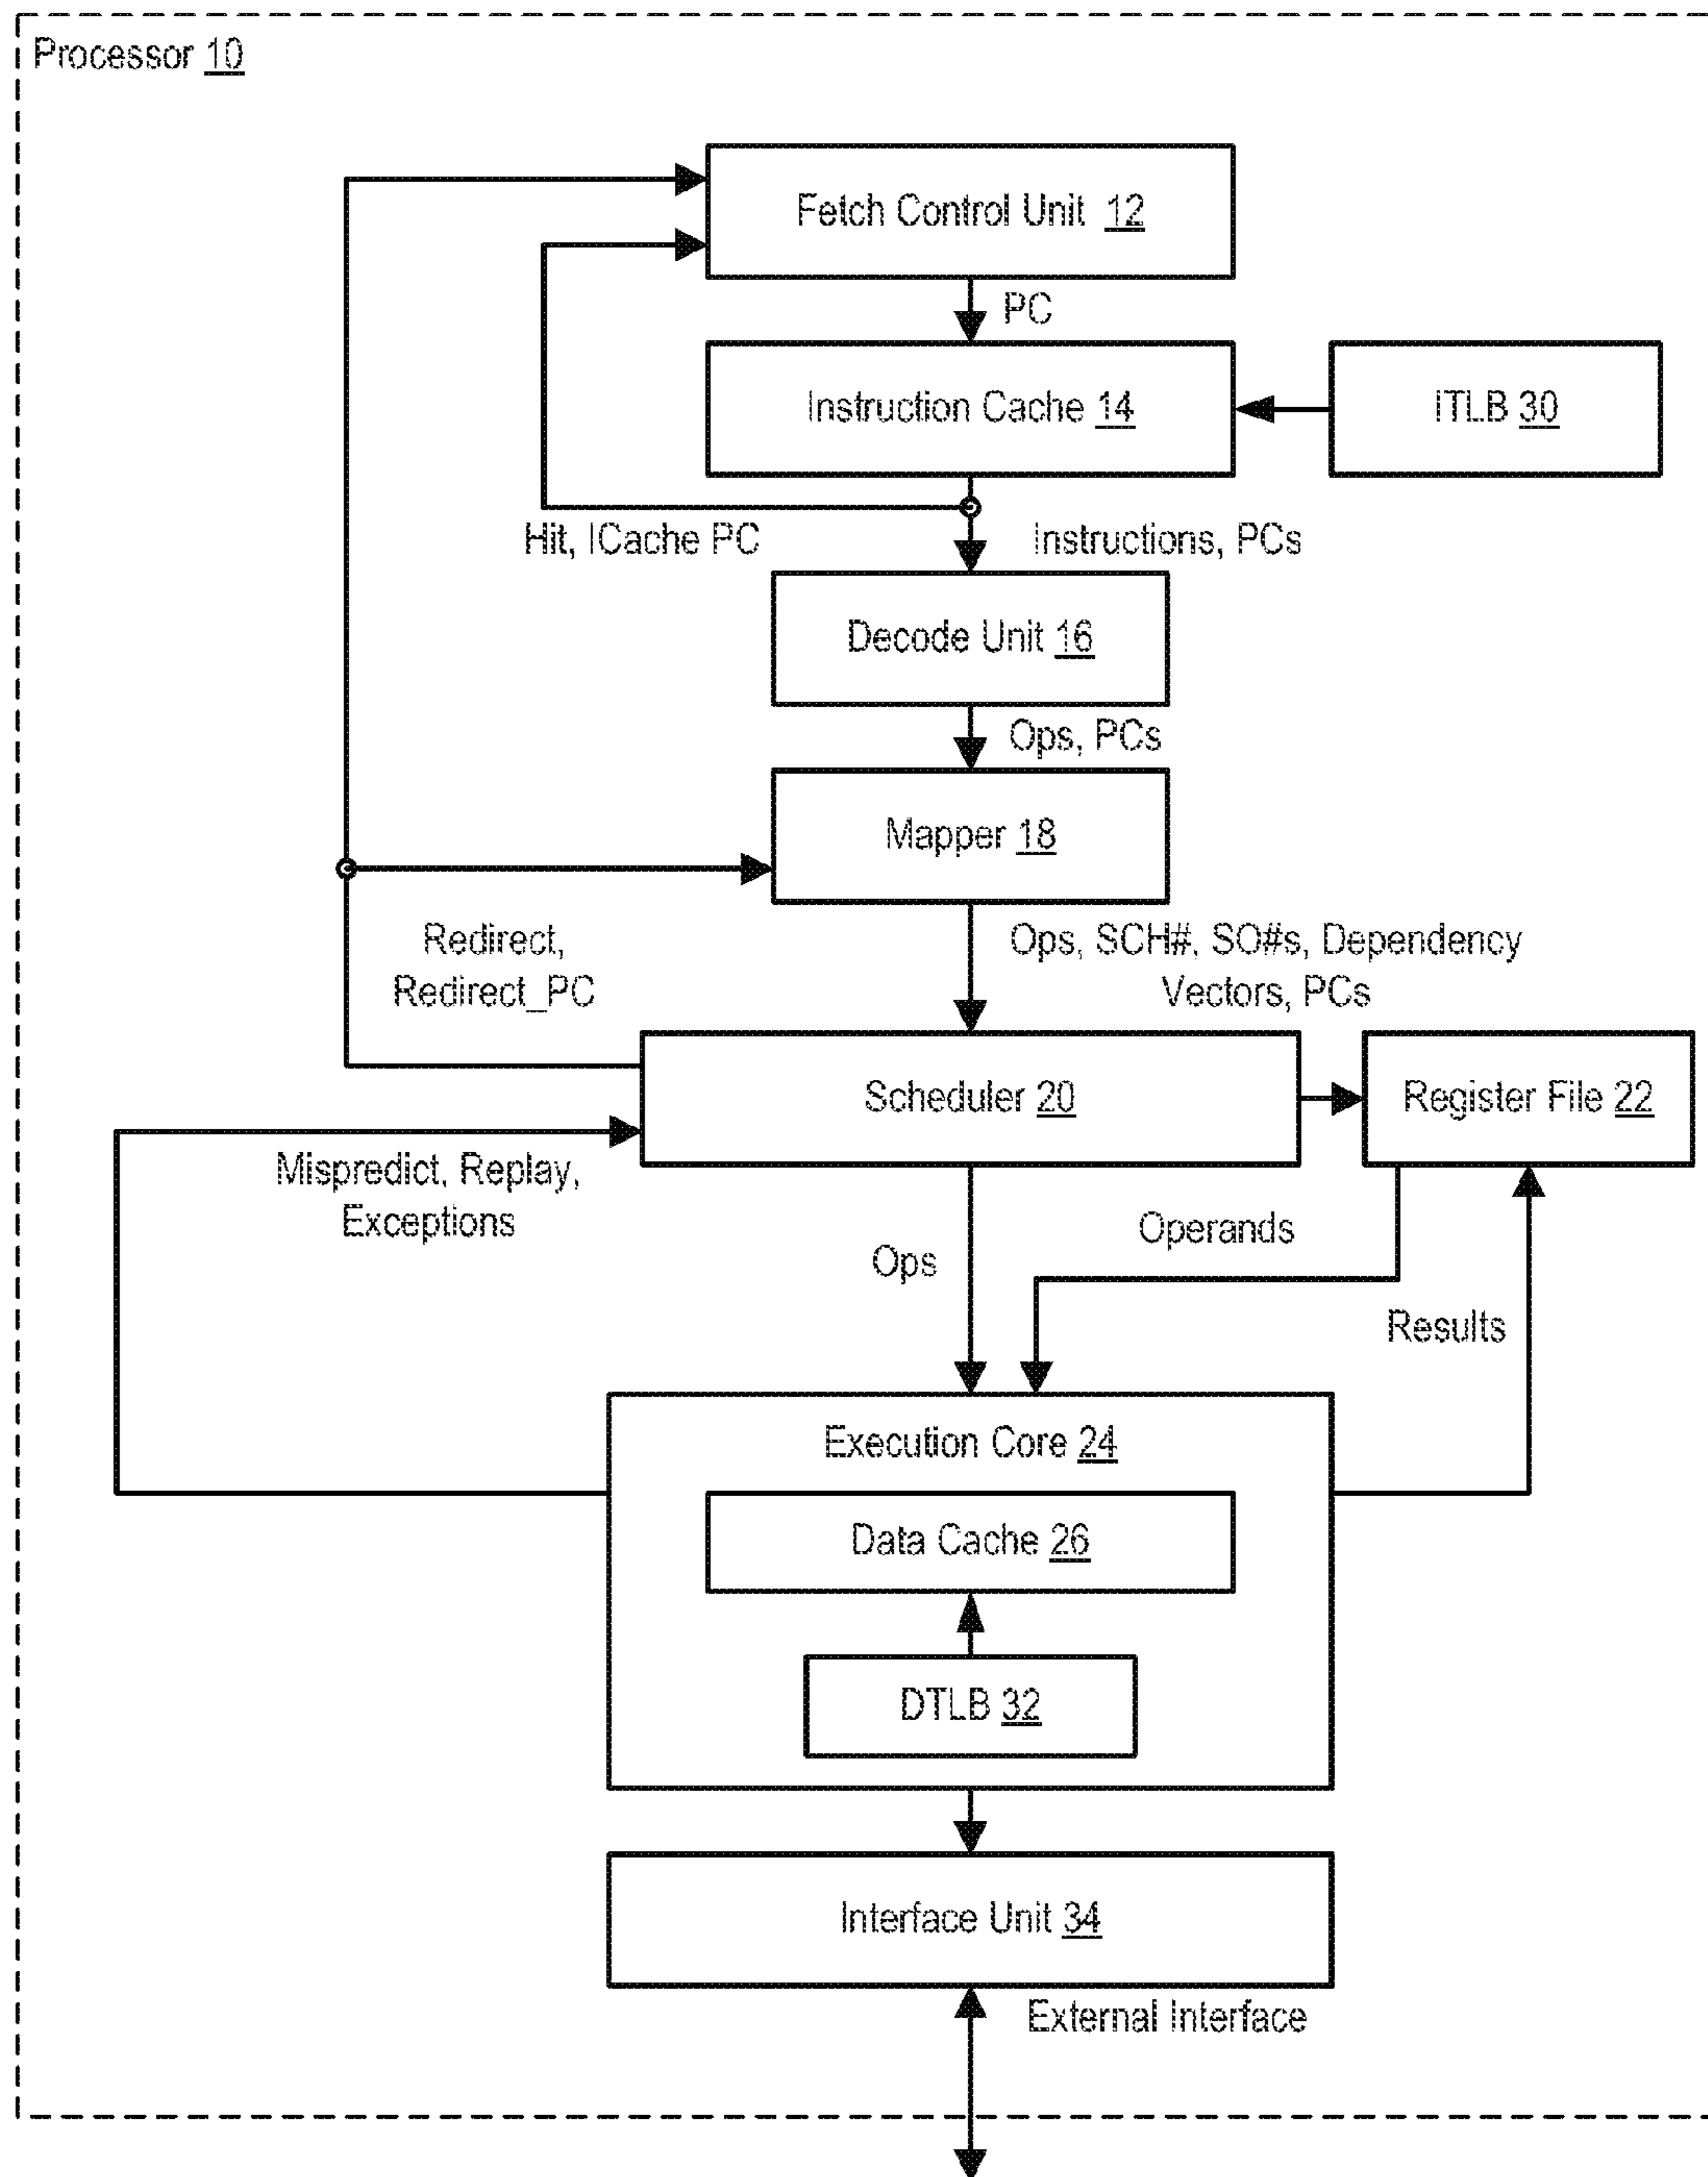 Processor 10
Fetch Control Unit 12
PC
Instruction Cache 14
ITLB 30
Hit, ICache PC
Instructions, PCs
Decode Unit 16
Ops, PCs
Mapper 18
Redirect,
Redirect_PC
Ops, SCH#, SO#s, Dependency
Vectors, PCs
Scheduler 20
Register File 22
Mispredict, Replay,
Exceptions
Ops
Operands
Results
Execution Core 24
Data Cache 26
DTLB 32
Interface Unit 34
External Interface